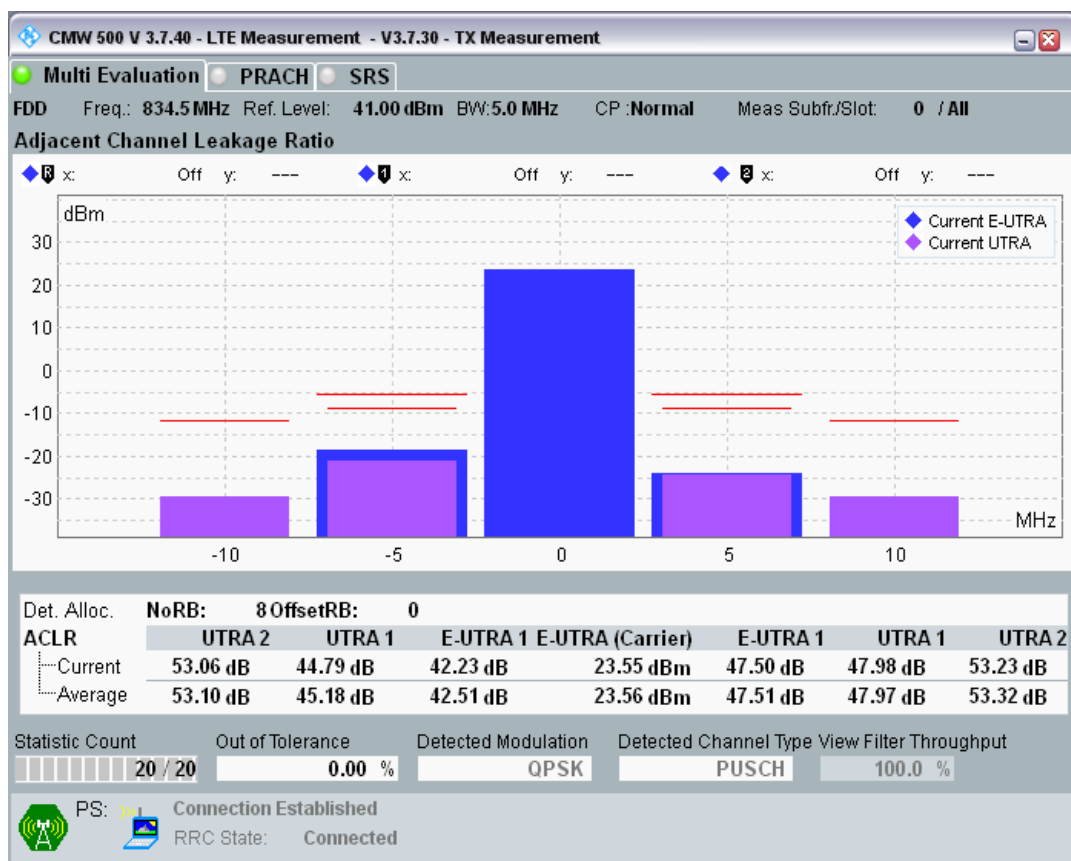 CMW 500 V 3.7.40 - LTE Measurement - V3.7.30 - TX Measurement
Multi Evaluation PRACH SRS
FDD Freq.: 834.5 MHz Ref. Level: 41.00 dBm BW:5.0 MHz CP :Normal Meas Subfr./Slot: 0 / All
Adjacent Channel Leakage Ratio
R x: Off y: --- 1 x: Off y: --- 2 x: Off y: ---
dBm
Current E-UTRA
Current UTRA
30
20
10
0
-10
-20
-30
MHz
-10 -5 0 5 10
Det. Alloc. NoRB: 8 OffsetRB: 0
ACLR UTRA 2 UTRA 1 E-UTRA 1 E-UTRA (Carrier) E-UTRA 1 UTRA 1 UTRA 2
Current 53.06 dB 44.79 dB 42.23 dB 23.55 dBm 47.50 dB 47.98 dB 53.23 dB
Average 53.10 dB 45.18 dB 42.51 dB 23.56 dBm 47.51 dB 47.97 dB 53.32 dB
Statistic Count Out of Tolerance Detected Modulation Detected Channel Type View Filter Throughput
20 / 20 0.00 % QPSK PUSCH 100.0 %
PS: Connection Established
RRC State: Connected